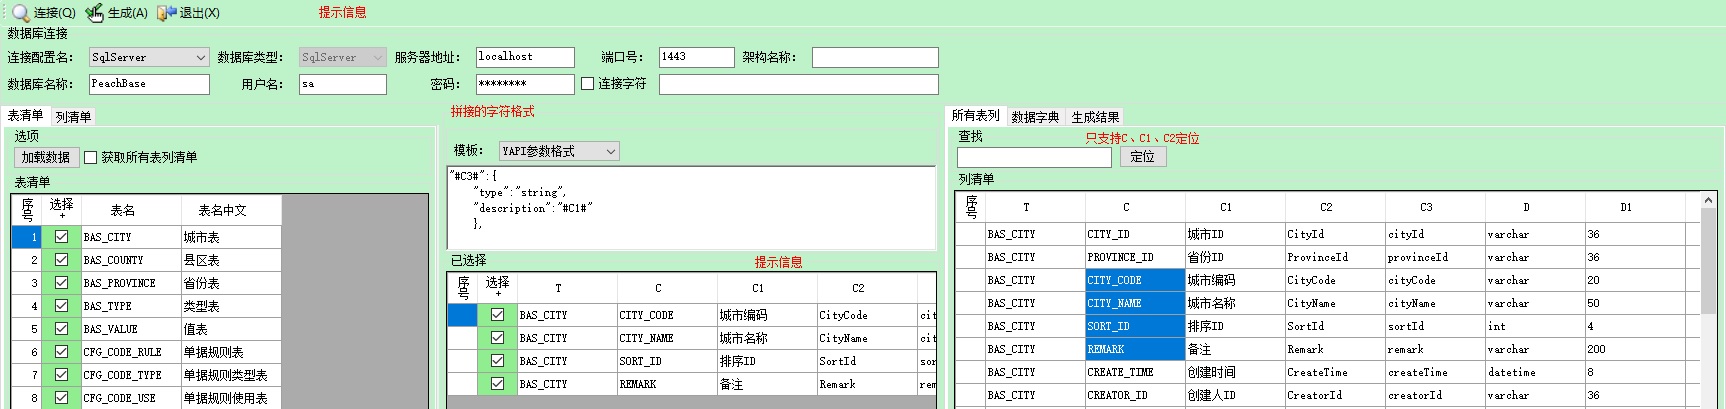 连接(Q) 生成(A) 退出(X) 提示信息
数据库连接
连接配置名: SqlServer 数据库类型: SqlServer 服务器地址: localhost 端口号: 1443 架构名称:
数据库名称: PeachBase 用户名: sa 密码: ******** 连接字符
表清单 列清单
选项
加载数据 获取所有表列清单
表清单
序号 选择+ 表名 表名中文
1 BAS_CITY 城市表
2 BAS_COUNTY 县区表
3 BAS_PROVINCE 省份表
4 BAS_TYPE 类型表
5 BAS_VALUE 值表
6 CFG_CODE_RULE 单据规则表
7 CFG_CODE_TYPE 单据规则类型表
8 CFG_CODE_USE 单据规则使用表
拼接的字符格式
模板: YAPI参数格式
"#C3#":{
"type":"string",
"description":"#C1#"
},
已选择 提示信息
序号 选择+ T C C1 C2
BAS_CITY CITY_CODE 城市编码 CityCode cit
BAS_CITY CITY_NAME 城市名称 CityName cit
BAS_CITY SORT_ID 排序ID SortId sor
BAS_CITY REMARK 备注 Remark rem
所有表列 数据字典 生成结果
查找 只支持C、C1、C2定位
定位
列清单
序号 T C C1 C2 C3 D D1
BAS_CITY CITY_ID 城市ID CityId cityId varchar 36
BAS_CITY PROVINCE_ID 省份ID ProvinceId provinceId varchar 36
BAS_CITY CITY_CODE 城市编码 CityCode cityCode varchar 20
BAS_CITY CITY_NAME 城市名称 CityName cityName varchar 50
BAS_CITY SORT_ID 排序ID SortId sortId int 4
BAS_CITY REMARK 备注 Remark remark varchar 200
BAS_CITY CREATE_TIME 创建时间 CreateTime createTime datetime 8
BAS_CITY CREATOR_ID 创建人ID CreatorId creatorId varchar 36